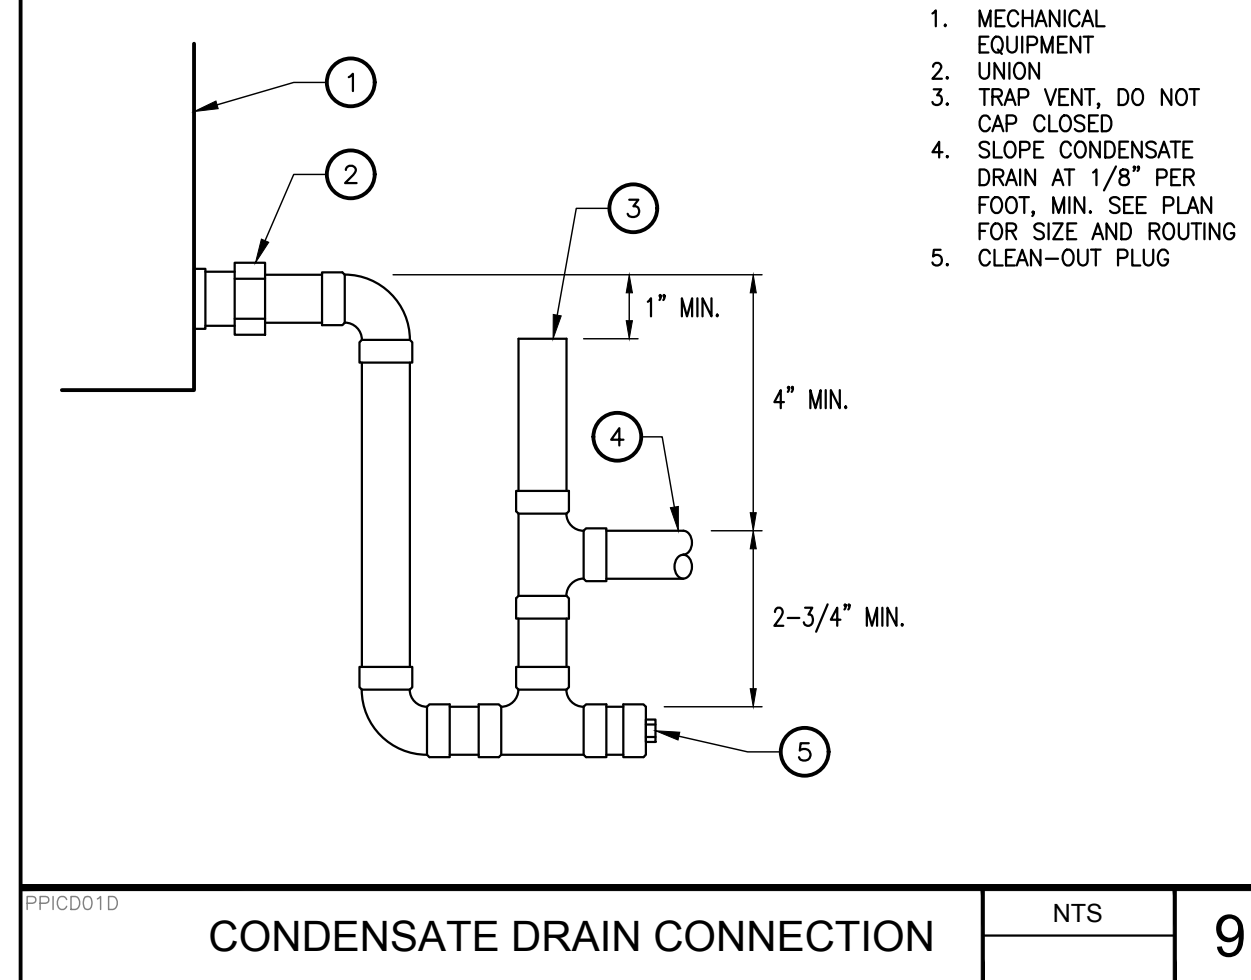 1. MECHANICAL
EQUIPMENT
2. UNION
3. TRAP VENT, DO NOT
CAP CLOSED
4. SLOPE CONDENSATE
DRAIN AT 1/8” PER
FOOT, MIN. SEE PLAN
FOR SIZE AND ROUTING
5. CLEAN–OUT PLUG
1
2
3
1” MIN.
4” MIN.
4
2–3/4” MIN.
5
PPICD01D
CONDENSATE DRAIN CONNECTION
NTS
9